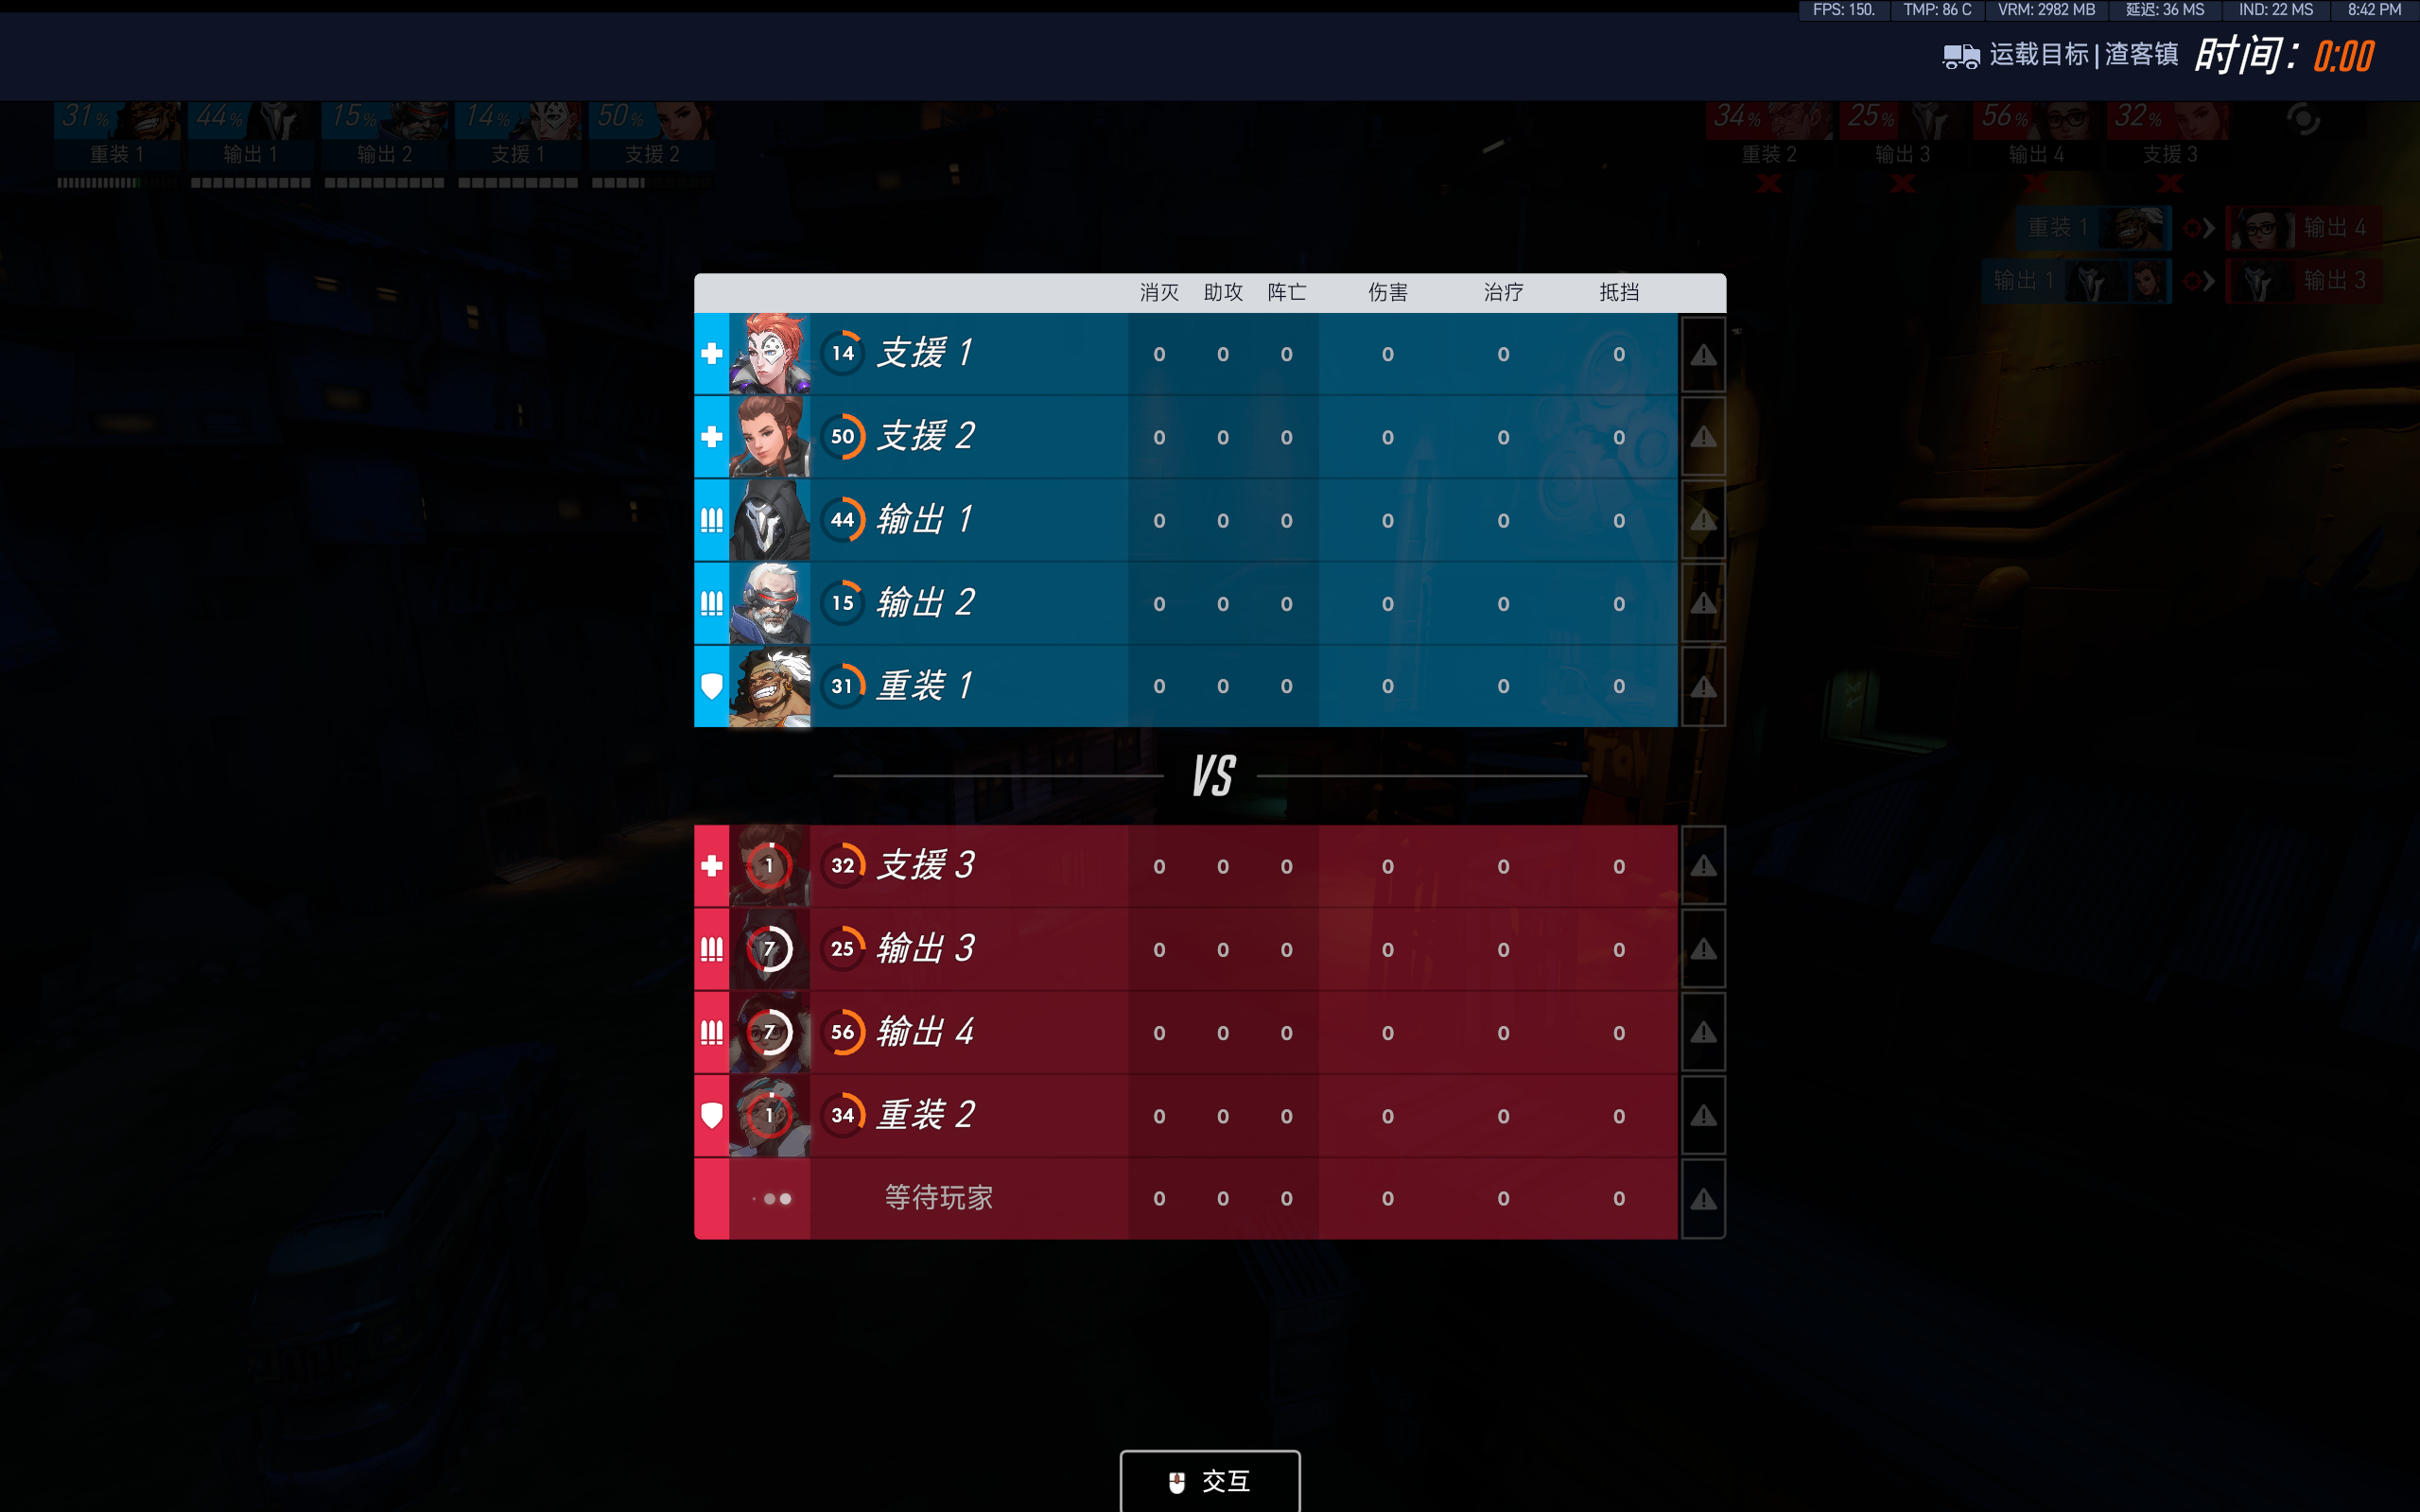 FPS: 150. TMP: 86 C VRM: 2982 MB 延迟: 36 MS IND: 22 MS 8:42 PM
运载目标 | 渣客镇 时间: 0:00
31% 44% 15% 14% 50% 34% 25% 56% 32%
重装 1 输出 1 输出 2 支援 1 支援 2 重装 2 输出 3 输出 4 支援 3
重装 1 输出 4
输出 1 输出 3
消灭 助攻 阵亡 伤害 治疗 抵挡
14 支援 1 0 0 0 0 0 0
50 支援 2 0 0 0 0 0 0
44 输出 1 0 0 0 0 0 0
15 输出 2 0 0 0 0 0 0
31 重装 1 0 0 0 0 0 0
VS
1 32 支援 3 0 0 0 0 0 0
7 25 输出 3 0 0 0 0 0 0
7 56 输出 4 0 0 0 0 0 0
1 34 重装 2 0 0 0 0 0 0
等待玩家 0 0 0 0 0 0
交互